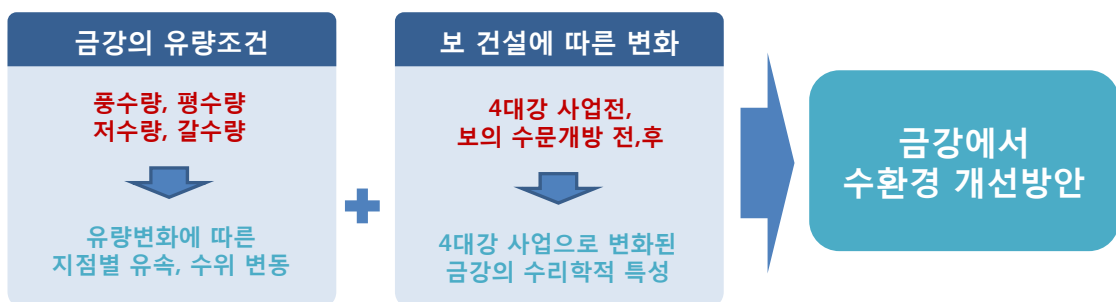 금강의 유량조건
풍수량, 평수량
저수량, 갈수량
유량변화에 따른
지점별 유속, 수위 변동
보 건설에 따른 변화
4대강 사업전,
보의 수문개방 전,후
4대강 사업으로 변화된
금강의 수리학적 특성
금강에서
수환경 개선방안